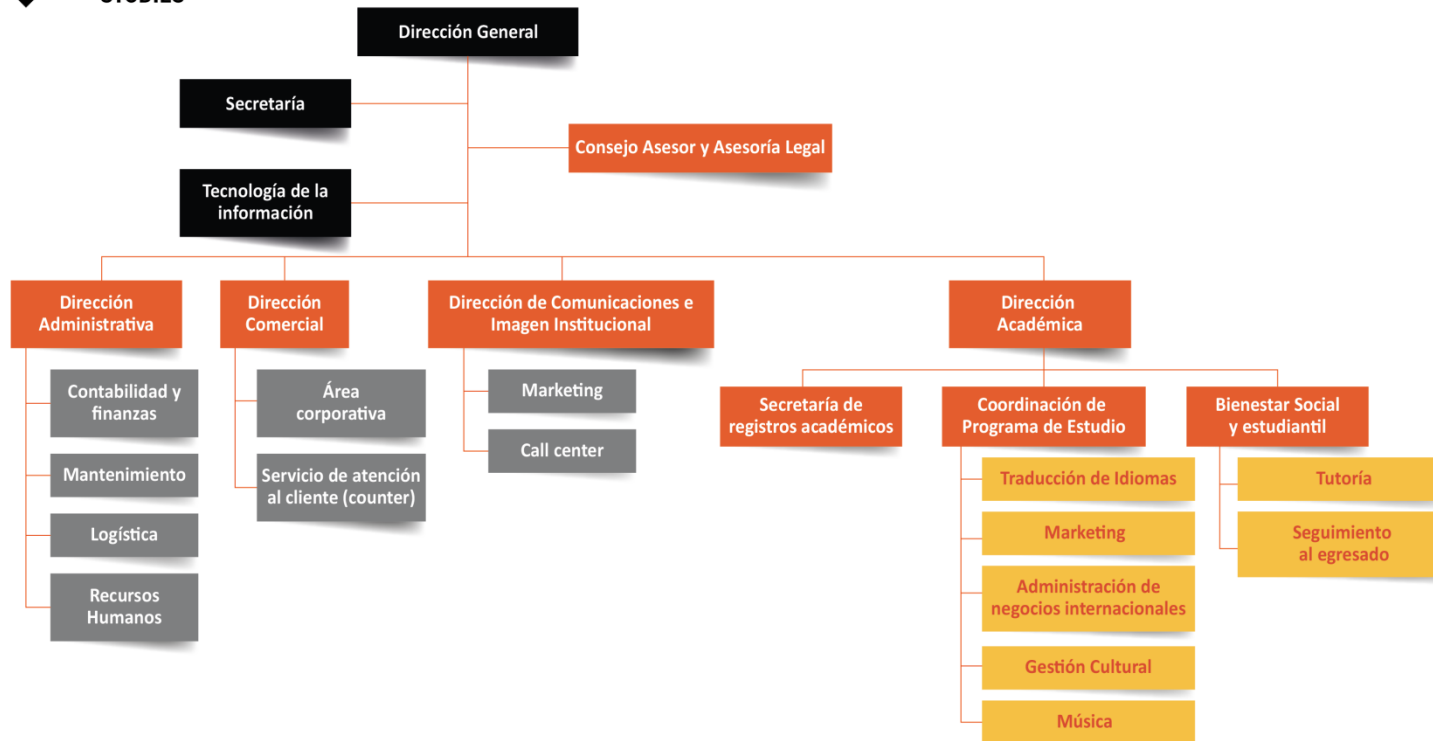 Dirección General
Secretaría
Consejo Asesor y Asesoría Legal
Tecnología de la
información
Dirección
Administrativa
Dirección
Comercial
Dirección de Comunicaciones e
Imagen Institucional
Dirección
Académica
Contabilidad y
finanzas
Mantenimiento
Logística
Recursos
Humanos
Área
corporativa
Servicio de atención
al cliente (counter)
Marketing
Call center
Secretaría de
registros académicos
Coordinación de
Programa de Estudio
Bienestar Social
y estudiantil
Traducción de Idiomas
Marketing
Administración de
negocios internacionales
Gestión Cultural
Música
Tutoría
Seguimiento
al egresado